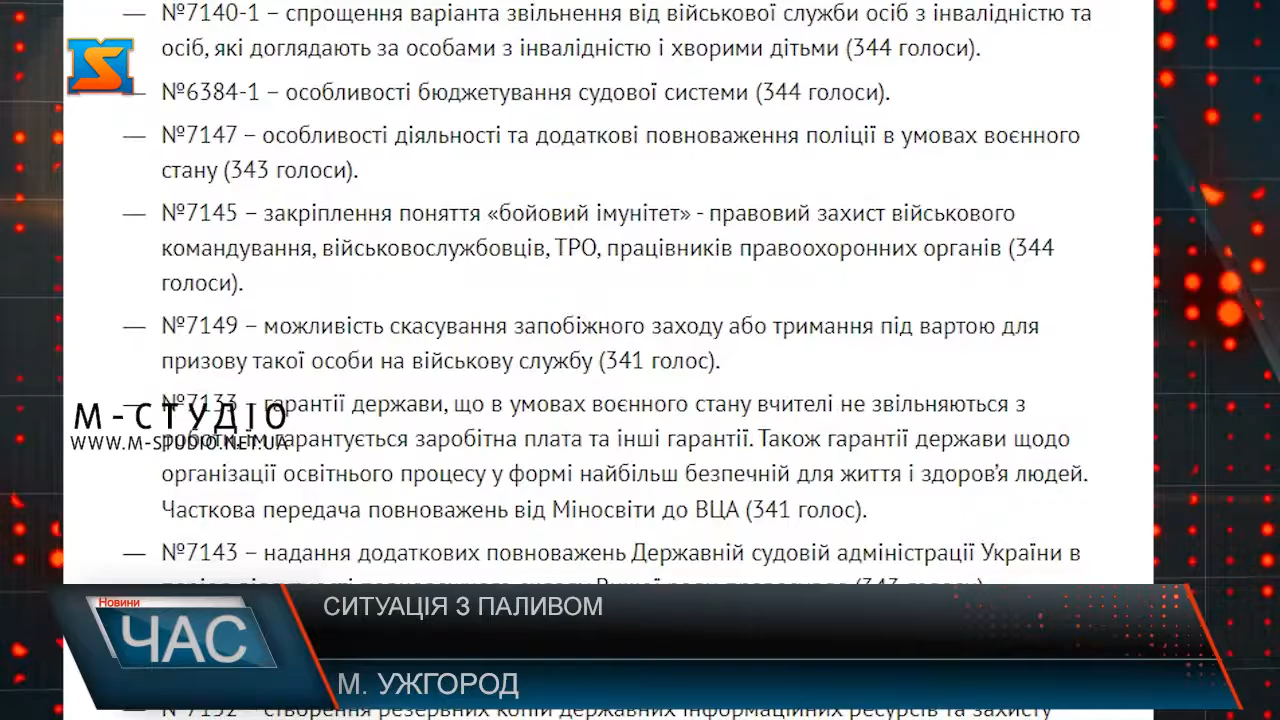 — №7140-1 – спрощення варіанта звільнення від військової служби осіб з інвалідністю та
осіб, які доглядають за особами з інвалідністю і хворими дітьми (344 голоси).
— №6384-1 – особливості бюджетування судової системи (344 голоси).
— №7147 – особливості діяльності та додаткові повноваження поліції в умовах воєнного
стану (343 голоси).
— №7145 – закріплення поняття «бойовий імунітет» - правовий захист військового
командування, військовослужбовців, ТРО, працівників правоохоронних органів (344
голоси).
— №7149 – можливість скасування запобіжного заходу або тримання під вартою для
призову такої особи на військову службу (341 голос).
— №7133 – гарантії держави, що в умовах воєнного стану вчителі не звільняються з
М-СТУДІО
роботи, їм гарантується заробітна плата та інші гарантії. Також гарантії держави щодо
WWW.M-STUDIO.NET.UA
організації освітнього процесу у формі найбільш безпечній для життя і здоров’я людей.
Часткова передача повноважень від Міносвіти до ВЦА (341 голос).
— №7143 – надання додаткових повноважень Державній судовій адміністрації України в
Новини
ЧАС
СИТУАЦІЯ З ПАЛИВОМ
М. УЖГОРОД
№7152 – створення резервних копій державних інформаційних ресурсів та захисту